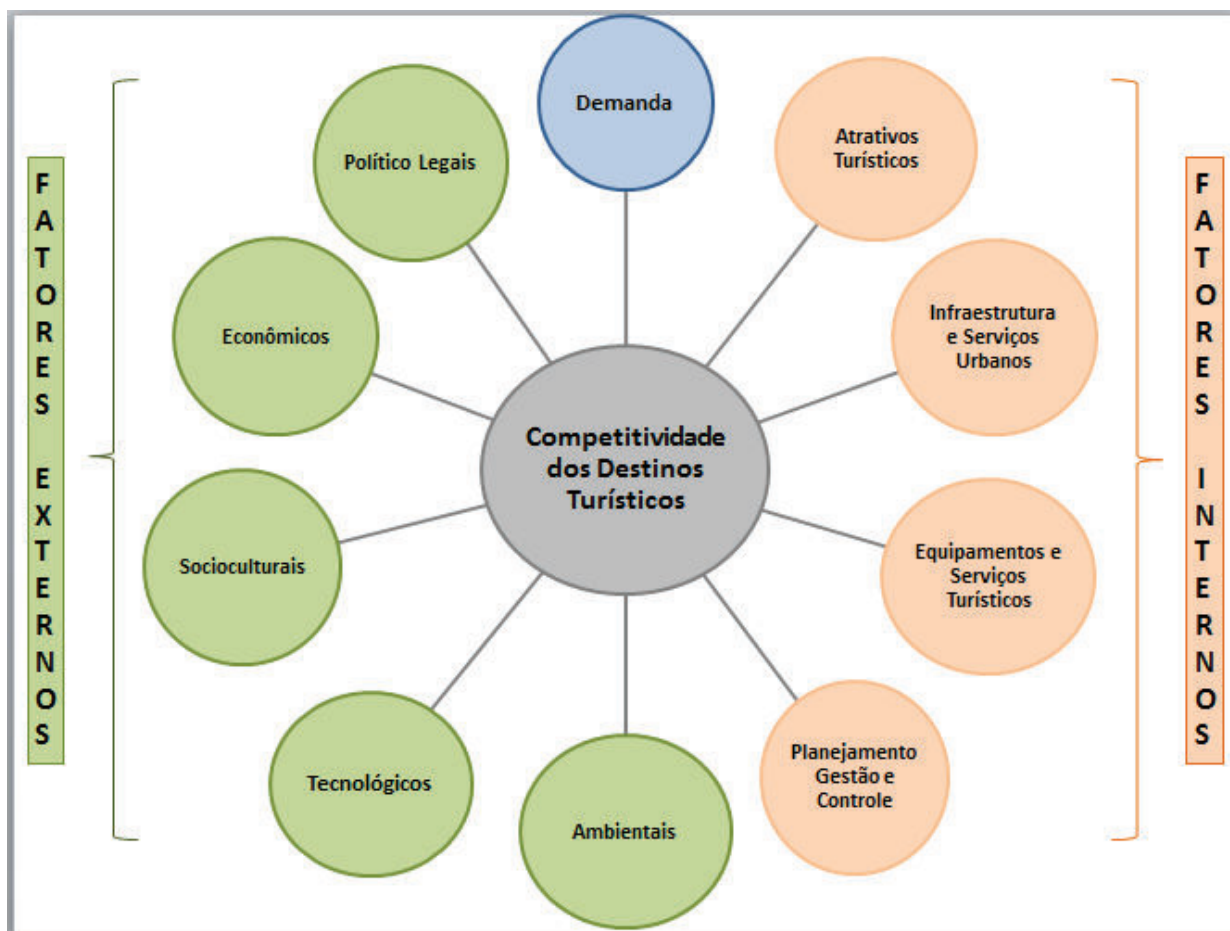 FATORES EXTERNOS
Demanda
Político Legais
Econômicos
Socioculturais
Tecnológicos
Ambientais
Competitividade
dos Destinos
Turísticos
Atrativos
Turísticos
Infraestrutura
e Serviços
Urbanos
Equipamentos e
Serviços
Turísticos
Planejamento
Gestão e
Controle
FATORES INTERNOS